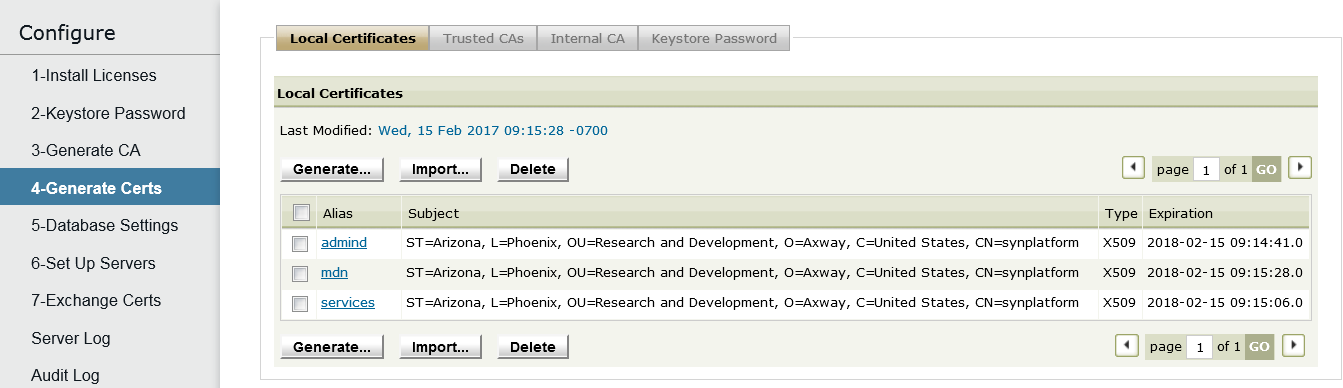 Configure
1-Install Licenses
2-Keystore Password
3-Generate CA
4-Generate Certs
5-Database Settings
6-Set Up Servers
7-Exchange Certs
Server Log
Audit Log
Local Certificates Trusted CAs Internal CA Keystore Password
Local Certificates
Last Modified: Wed, 15 Feb 2017 09:15:28 -0700
Generate... Import... Delete page 1 of 1 GO
Alias Subject Type Expiration
admind ST=Arizona, L=Phoenix, OU=Research and Development, O=Axway, C=United States, CN=synplatform X509 2018-02-15 09:14:41.0
mdn ST=Arizona, L=Phoenix, OU=Research and Development, O=Axway, C=United States, CN=synplatform X509 2018-02-15 09:15:28.0
services ST=Arizona, L=Phoenix, OU=Research and Development, O=Axway, C=United States, CN=synplatform X509 2018-02-15 09:15:06.0
Generate... Import... Delete page 1 of 1 GO